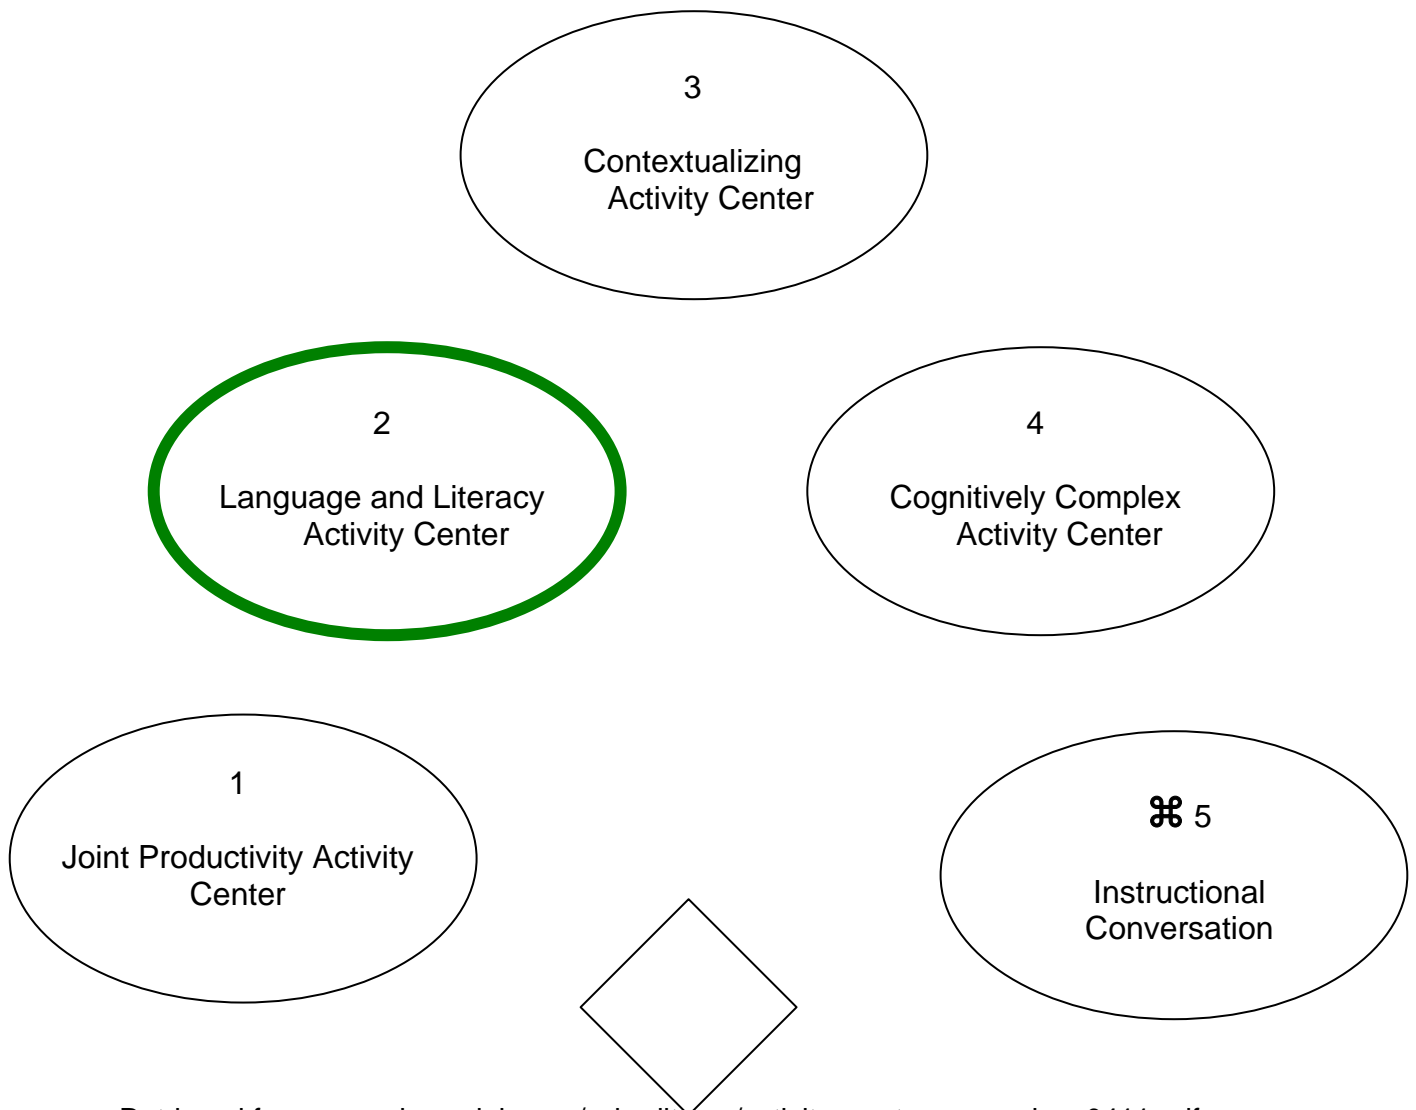 3
Contextualizing
Activity Center
2
Language and Literacy
Activity Center
4
Cognitively Complex
Activity Center
1
Joint Productivity Activity
Center
⌘ 5
Instructional
Conversation